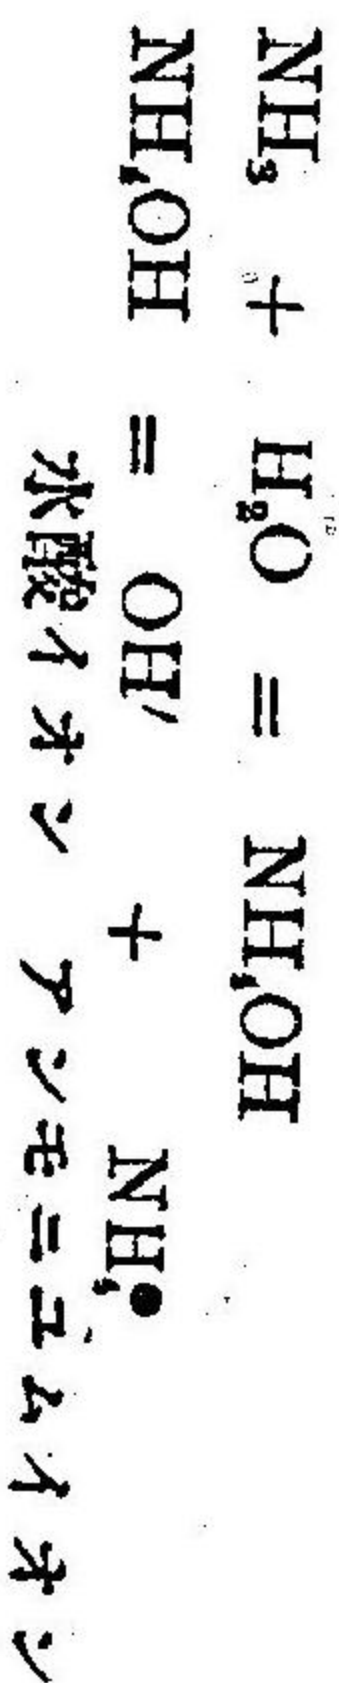 NH₃ + H₂O = NH₄OH
NH₄OH = OH′ + NH₄●
水酸イオン アンモニユムイオン